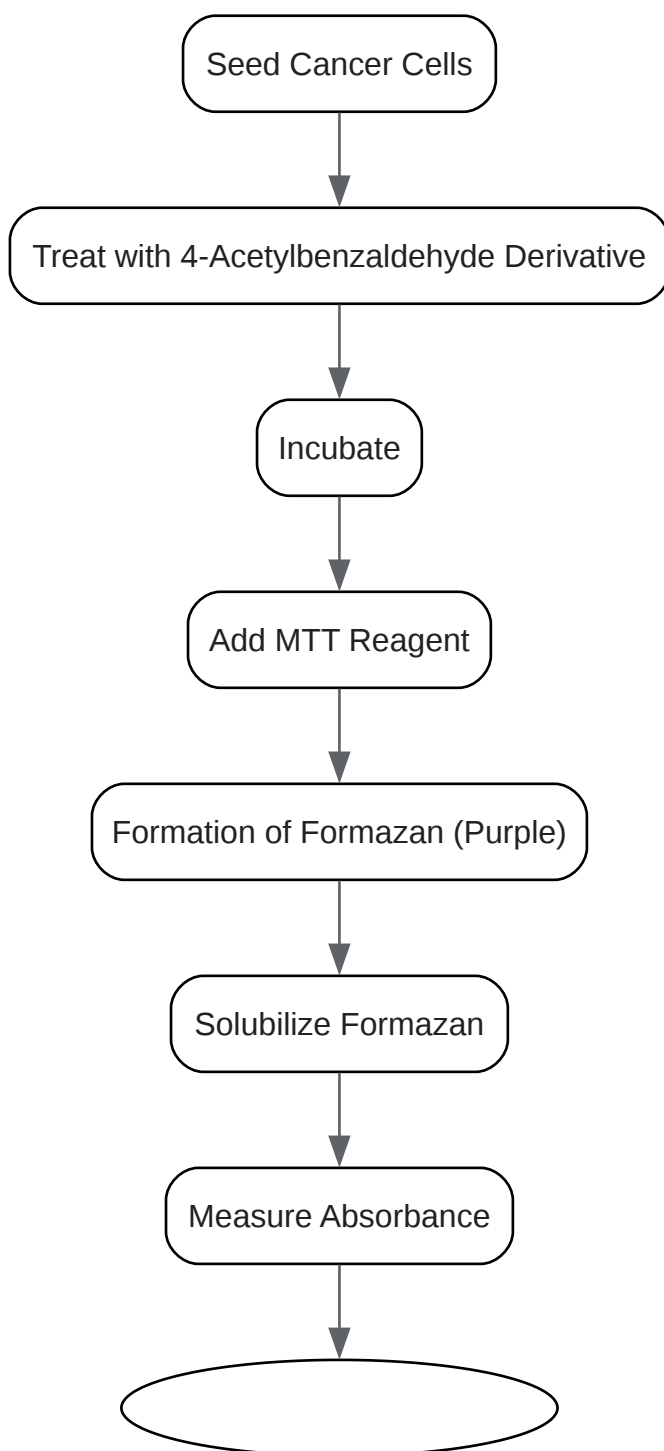 Seed Cancer Cells
Treat with 4-Acetylbenzaldehyde Derivative
Incubate
Add MTT Reagent
Formation of Formazan (Purple)
Solubilize Formazan
Measure Absorbance